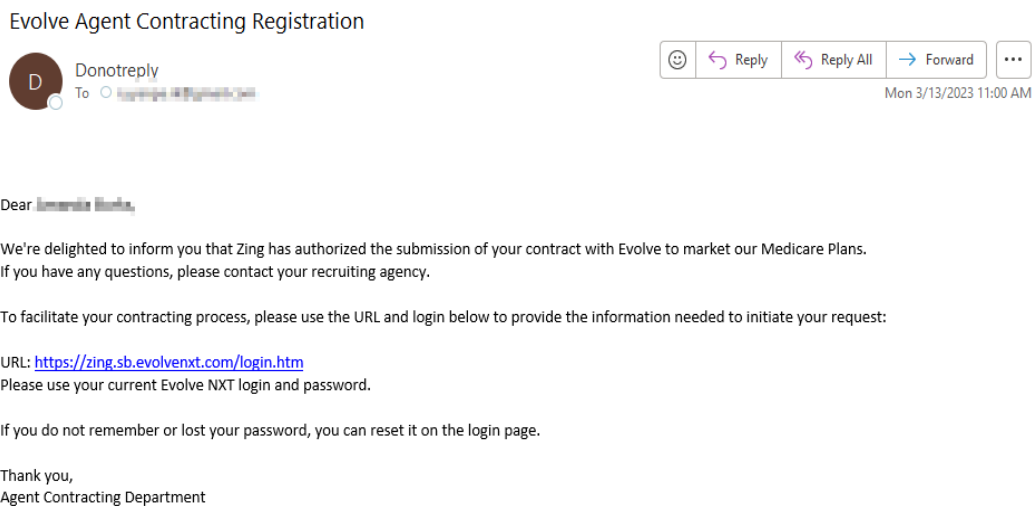 Evolve Agent Contracting Registration
D
Donotreply
To
Reply
Reply All
Forward
Mon 3/13/2023 11:00 AM
Dear
We're delighted to inform you that Zing has authorized the submission of your contract with Evolve to market our Medicare Plans.
If you have any questions, please contact your recruiting agency.
To facilitate your contracting process, please use the URL and login below to provide the information needed to initiate your request:
URL: https://zing.sb.evolvenxt.com/login.htm
Please use your current Evolve NXT login and password.
If you do not remember or lost your password, you can reset it on the login page.
Thank you,
Agent Contracting Department